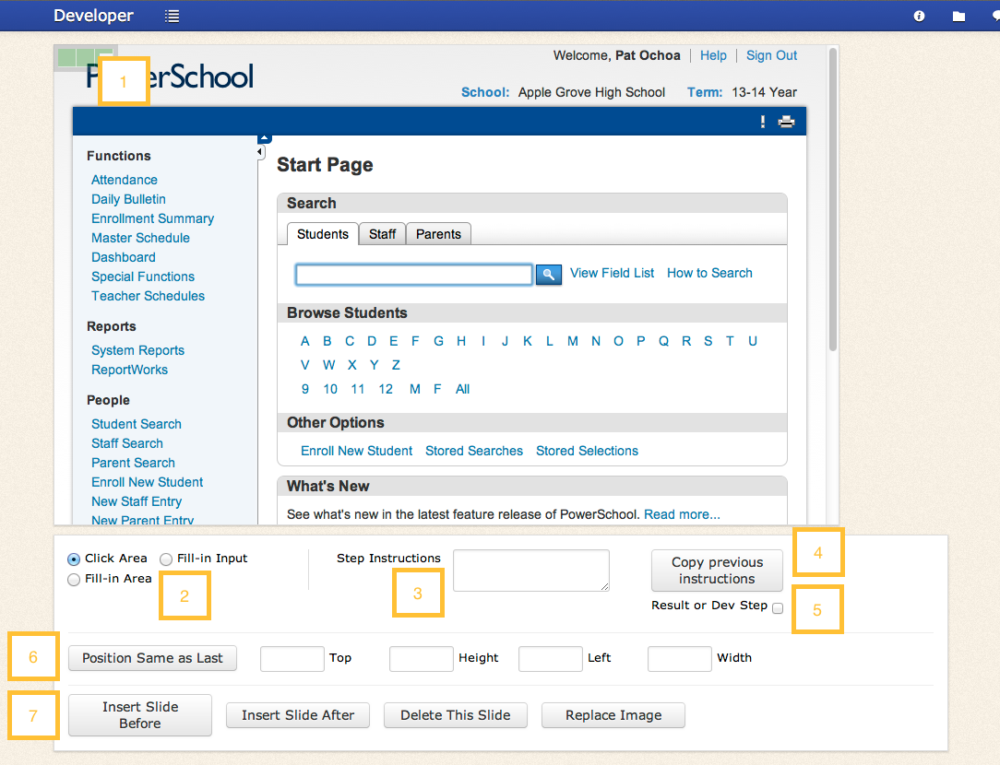 Developer
Welcome, Pat Ochoa Help Sign Out
P erSchool
1
School: Apple Grove High School Term: 13-14 Year
!
Functions
Attendance
Daily Bulletin
Enrollment Summary
Master Schedule
Dashboard
Special Functions
Teacher Schedules
Reports
System Reports
ReportWorks
People
Student Search
Staff Search
Parent Search
Enroll New Student
New Staff Entry
New Parent Entry
Start Page
Search
Students Staff Parents
View Field List How to Search
Browse Students
A B C D E F G H I J K L M N O P Q R S T U
V W X Y Z
9 10 11 12 M F All
Other Options
Enroll New Student Stored Searches Stored Selections
What's New
See what's new in the latest feature release of PowerSchool. Read more...
Click Area Fill-in Input
Fill-in Area
2
Step Instructions
3
Copy previous
instructions
4
Result or Dev Step
5
6
Position Same as Last Top Height Left Width
7
Insert Slide
Before
Insert Slide After Delete This Slide Replace Image